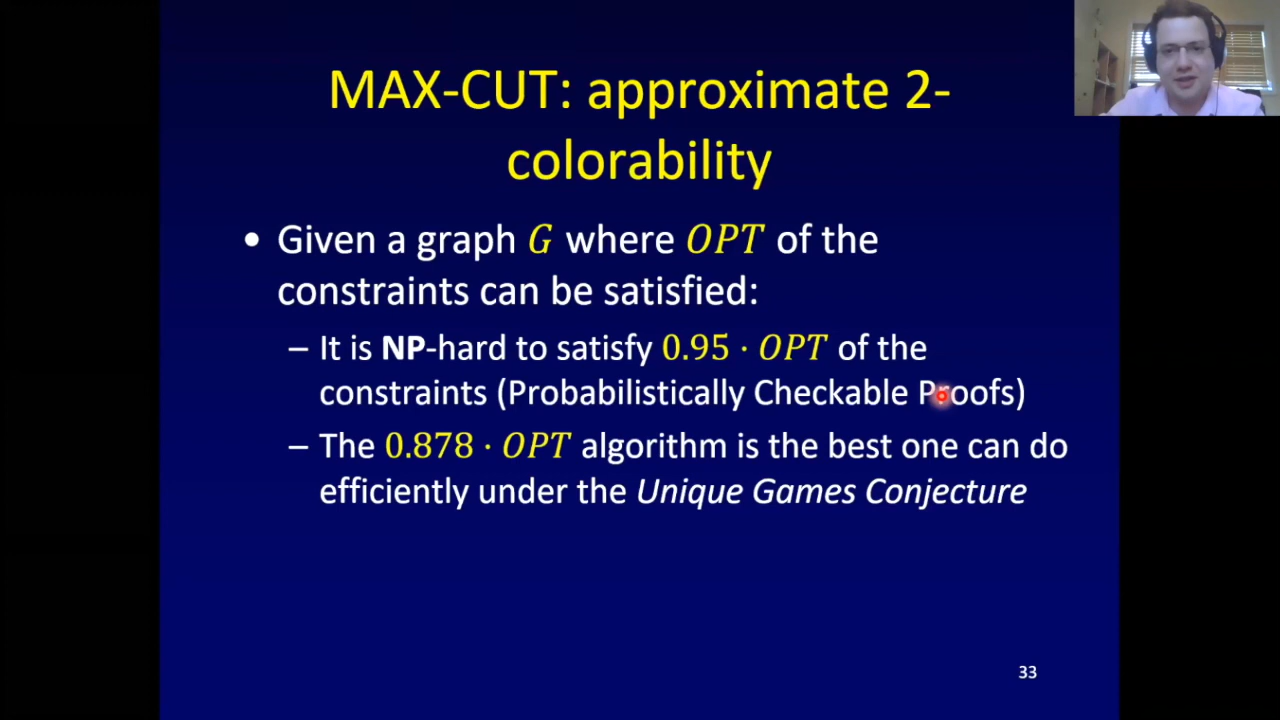 MAX-CUT: approximate 2-
colorability
• Given a graph G where OPT of the
constraints can be satisfied:
– It is NP-hard to satisfy 0.95 · OPT of the
constraints (Probabilistically Checkable Proofs)
– The 0.878 · OPT algorithm is the best one can do
efficiently under the Unique Games Conjecture
33